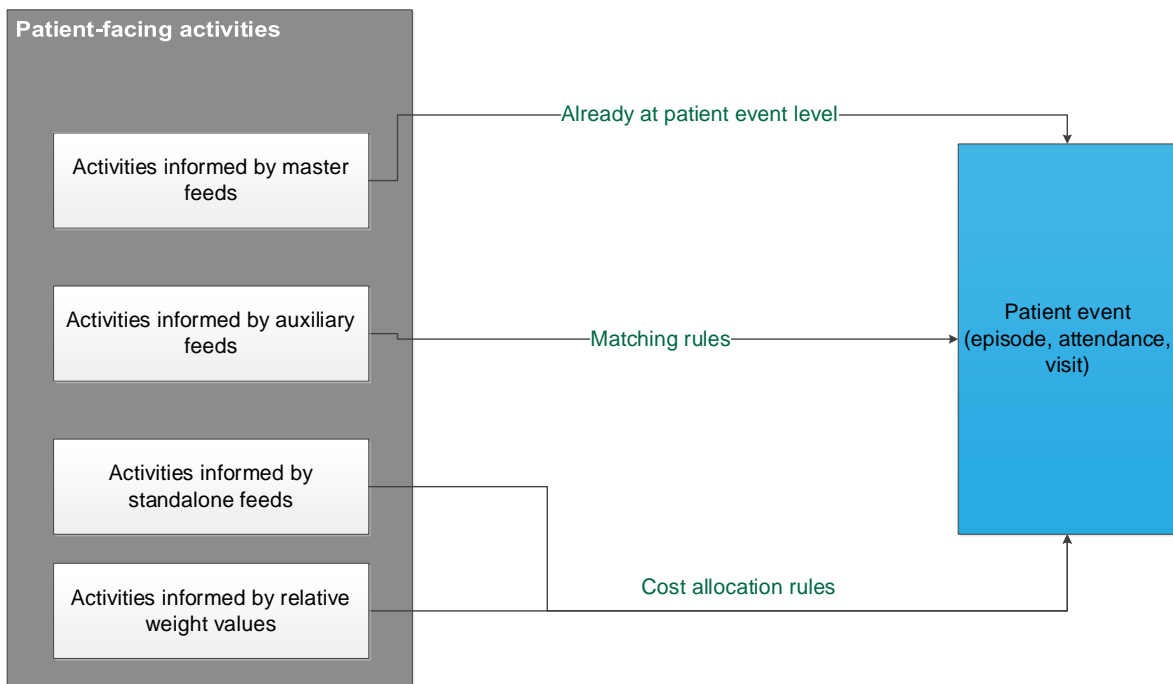 Patient-facing activities
Already at patient event level
Activities informed by master
feeds
Activities informed by auxiliary
feeds
Matching rules
Patient event
(episode, attendance,
visit)
Activities informed by
standalone feeds
Cost allocation rules
Activities informed by relative
weight values